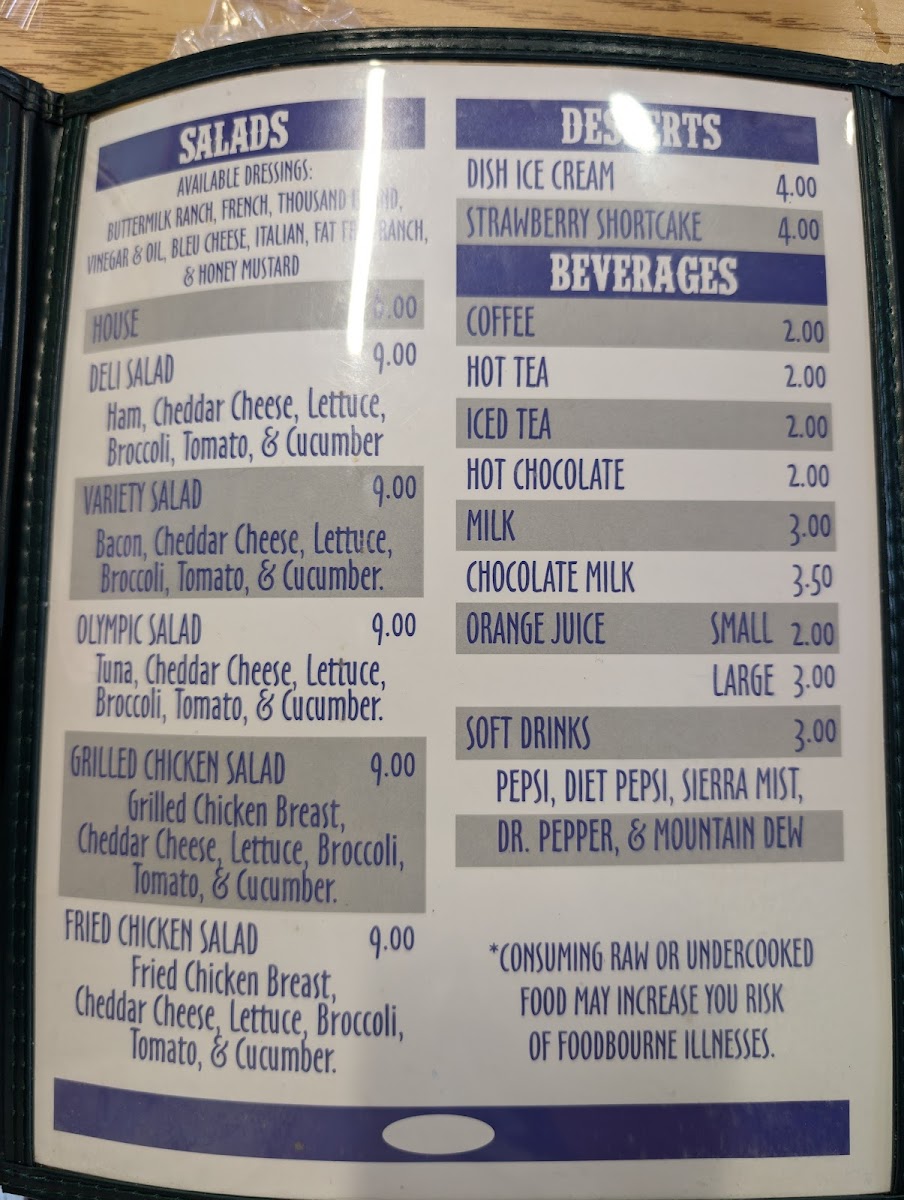 SALADS
AVAILABLE DRESSINGS:
BUTTERMILK RANCH, FRENCH, THOUSAND ISLAND,
VINEGAR & OIL, BLEU CHEESE, ITALIAN, FAT FREE RANCH,
& HONEY MUSTARD
HOUSE
DELI SALAD 9.00
Ham, Cheddar Cheese, Lettuce,
Broccoli, Tomato, & Cucumber
VARIETY SALAD 9.00
Bacon, Cheddar Cheese, Lettuce,
Broccoli, Tomato, & Cucumber.
OLYMPIC SALAD 9.00
Tuna, Cheddar Cheese, Lettuce,
Broccoli, Tomato, & Cucumber.
GRILLED CHICKEN SALAD 9.00
Grilled Chicken Breast,
Cheddar Cheese, Lettuce, Broccoli,
Tomato, & Cucumber.
FRIED CHICKEN SALAD 9.00
Fried Chicken Breast,
Cheddar Cheese, Lettuce, Broccoli,
Tomato, & Cucumber.
DESSERTS
DISH ICE CREAM 4.00
STRAWBERRY SHORTCAKE 4.00
BEVERAGES
COFFEE 2.00
HOT TEA 2.00
ICED TEA 2.00
HOT CHOCOLATE 2.00
MILK 3.00
CHOCOLATE MILK 3.50
ORANGE JUICE SMALL 2.00
LARGE 3.00
SOFT DRINKS 3.00
PEPSI, DIET PEPSI, SIERRA MIST,
DR. PEPPER, & MOUNTAIN DEW
*CONSUMING RAW OR UNDERCOOKED
FOOD MAY INCREASE YOU RISK
OF FOODBOURNE ILLNESSES.